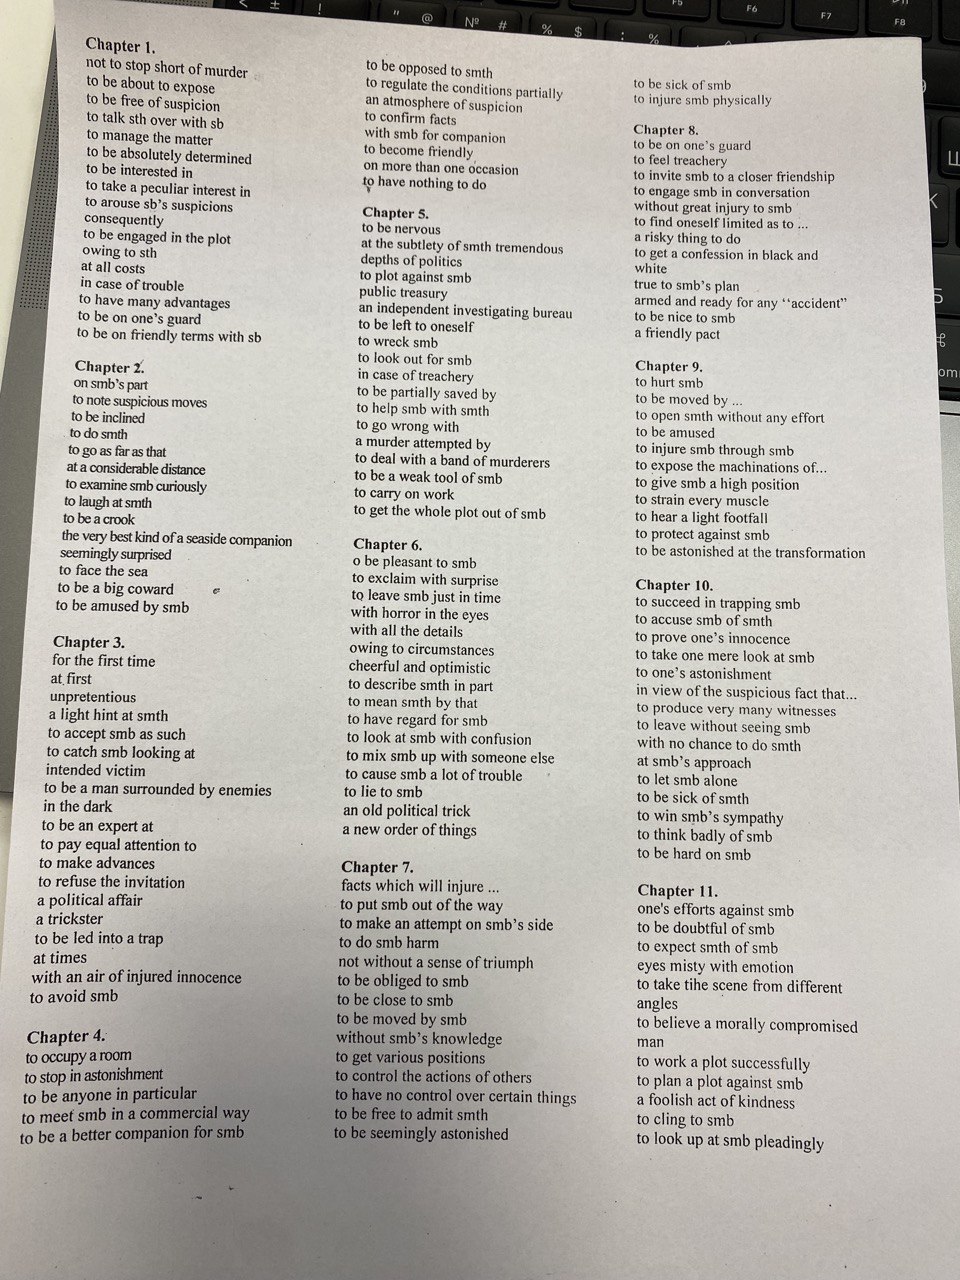 < ± ! " @ № # % $ : % F5 F6 F7 F8
Chapter 1.
not to stop short of murder
to be about to expose
to be free of suspicion
to talk sth over with sb
to manage the matter
to be absolutely determined
to be interested in
to take a peculiar interest in
to arouse sb's suspicions
consequently
to be engaged in the plot
owing to sth
at all costs
in case of trouble
to have many advantages
to be on one's guard
to be on friendly terms with sb
Chapter 2.
on smb's part
to note suspicious moves
to be inclined
to do smth
to go as far as that
at a considerable distance
to examine smb curiously
to laugh at smth
to be a crook
the very best kind of a seaside companion
seemingly surprised
to face the sea
to be a big coward
to be amused by smb
Chapter 3.
for the first time
at first
unpretentious
a light hint at smth
to accept smb as such
to catch smb looking at
intended victim
to be a man surrounded by enemies
in the dark
to be an expert at
to pay equal attention to
to make advances
to refuse the invitation
a political affair
a trickster
to be led into a trap
at times
with an air of injured innocence
to avoid smb
Chapter 4.
to occupy a room
to stop in astonishment
to be anyone in particular
to meet smb in a commercial way
to be a better companion for smb
to be opposed to smth
to regulate the conditions partially
an atmosphere of suspicion
to confirm facts
with smb for companion
to become friendly
on more than one occasion
to have nothing to do
Chapter 5.
to be nervous
at the subtlety of smth tremendous
depths of politics
to plot against smb
public treasury
an independent investigating bureau
to be left to oneself
to wreck smb
to look out for smb
in case of treachery
to be partially saved by
to help smb with smth
to go wrong with
a murder attempted by
to deal with a band of murderers
to be a weak tool of smb
to carry on work
to get the whole plot out of smb
Chapter 6.
o be pleasant to smb
to exclaim with surprise
to leave smb just in time
with horror in the eyes
with all the details
owing to circumstances
cheerful and optimistic
to describe smth in part
to mean smth by that
to have regard for smb
to look at smb with confusion
to mix smb up with someone else
to cause smb a lot of trouble
to lie to smb
an old political trick
a new order of things
Chapter 7.
facts which will injure ...
to put smb out of the way
to make an attempt on smb's side
to do smb harm
not without a sense of triumph
to be obliged to smb
to be close to smb
to be moved by smb
without smb's knowledge
to get various positions
to control the actions of others
to have no control over certain things
to be free to admit smth
to be seemingly astonished
to be sick of smb
to injure smb physically
Chapter 8.
to be on one's guard
to feel treachery
to invite smb to a closer friendship
to engage smb in conversation
without great injury to smb
to find oneself limited as to ...
a risky thing to do
to get a confession in black and
white
true to smb's plan
armed and ready for any ‘‘accident”
to be nice to smb
a friendly pact
Chapter 9.
to hurt smb
to be moved by ...
to open smth without any effort
to be amused
to injure smb through smb
to expose the machinations of...
to give smb a high position
to strain every muscle
to hear a light footfall
to protect against smb
to be astonished at the transformation
Chapter 10.
to succeed in trapping smb
to accuse smb of smth
to prove one's innocence
to take one mere look at smb
to one's astonishment
in view of the suspicious fact that...
to produce very many witnesses
to leave without seeing smb
with no chance to do smth
at smb's approach
to let smb alone
to be sick of smth
to win smb's sympathy
to think badly of smb
to be hard on smb
Chapter 11.
one's efforts against smb
to be doubtful of smb
to expect smth of smb
eyes misty with emotion
to take tihe scene from different
angles
to believe a morally compromised
man
to work a plot successfully
to plan a plot against smb
a foolish act of kindness
to cling to smb
to look up at smb pleadingly